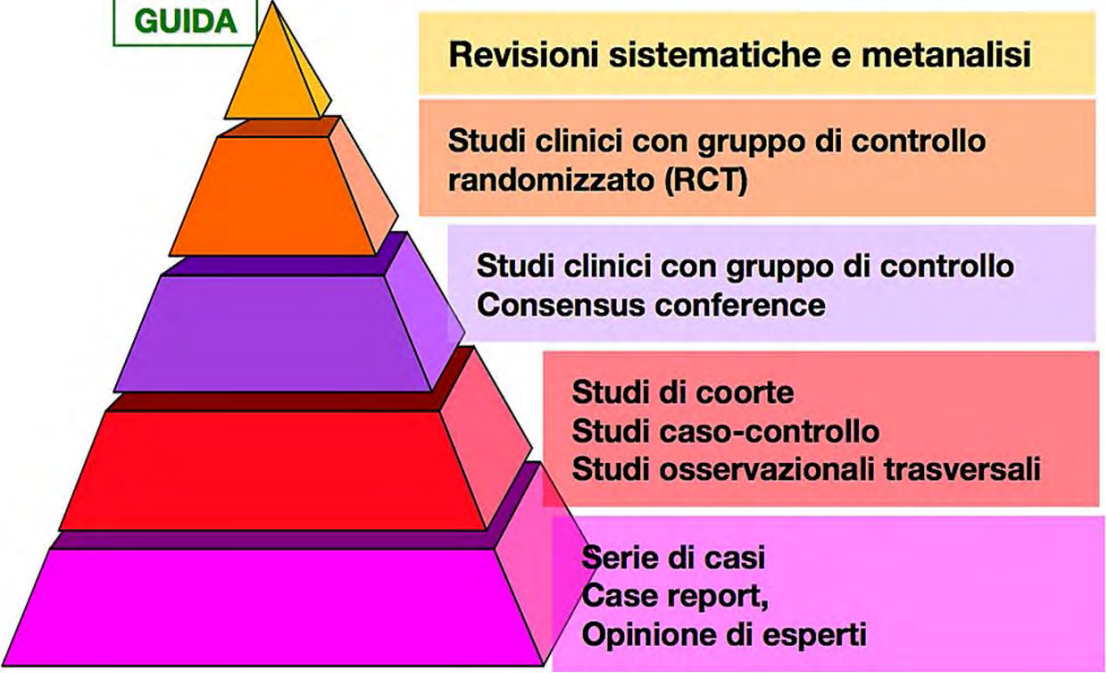 GUIDA
Revisioni sistematiche e metanalisi
Studi clinici con gruppo di controllo
randomizzato (RCT)
Studi clinici con gruppo di controllo
Consensus conference
Studi di coorte
Studi caso-controllo
Studi osservazionali trasversali
Serie di casi
Case report,
Opinione di esperti